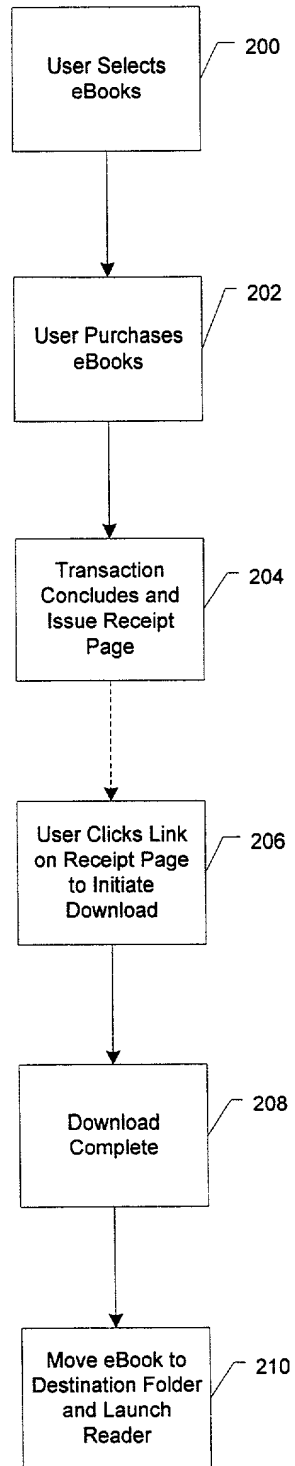 User Selects
eBooks
200
User Purchases
eBooks
202
Transaction
Concludes and
Issue Receipt
Page
204
User Clicks Link
on Receipt Page
to Initiate
Download
206
Download
Complete
208
Move eBook to
Destination Folder
and Launch
Reader
210